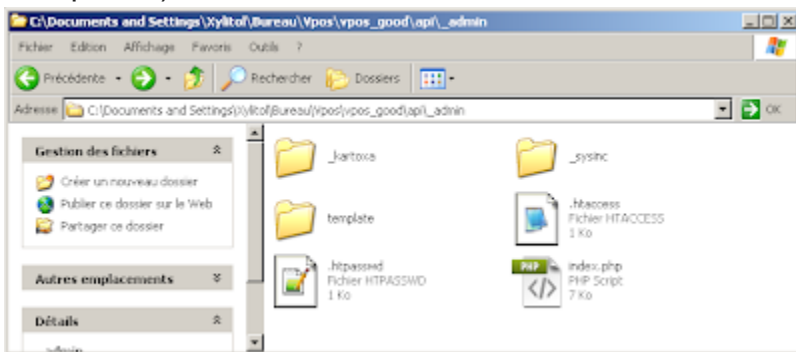 C:\Documents and Settings\Xylitol\Bureau\Vpos\vpos_good\api\_admin
Fichier Edition Affichage Favoris Outils ?
Précédente Rechercher Dossiers
Adresse C:\Documents and Settings\Xylitol\Bureau\Vpos\vpos_good\api\_admin OK
Gestion des fichiers
Créer un nouveau dossier
Publier ce dossier sur le Web
Partager ce dossier
Autres emplacements
Détails
_admin
_kartoxa
_sysinc
template
.htaccess
Fichier HTACCESS
1 Ko
.htpasswd
Fichier HTPASSWD
1 Ko
PHP
index.php
PHP Script
7 Ko